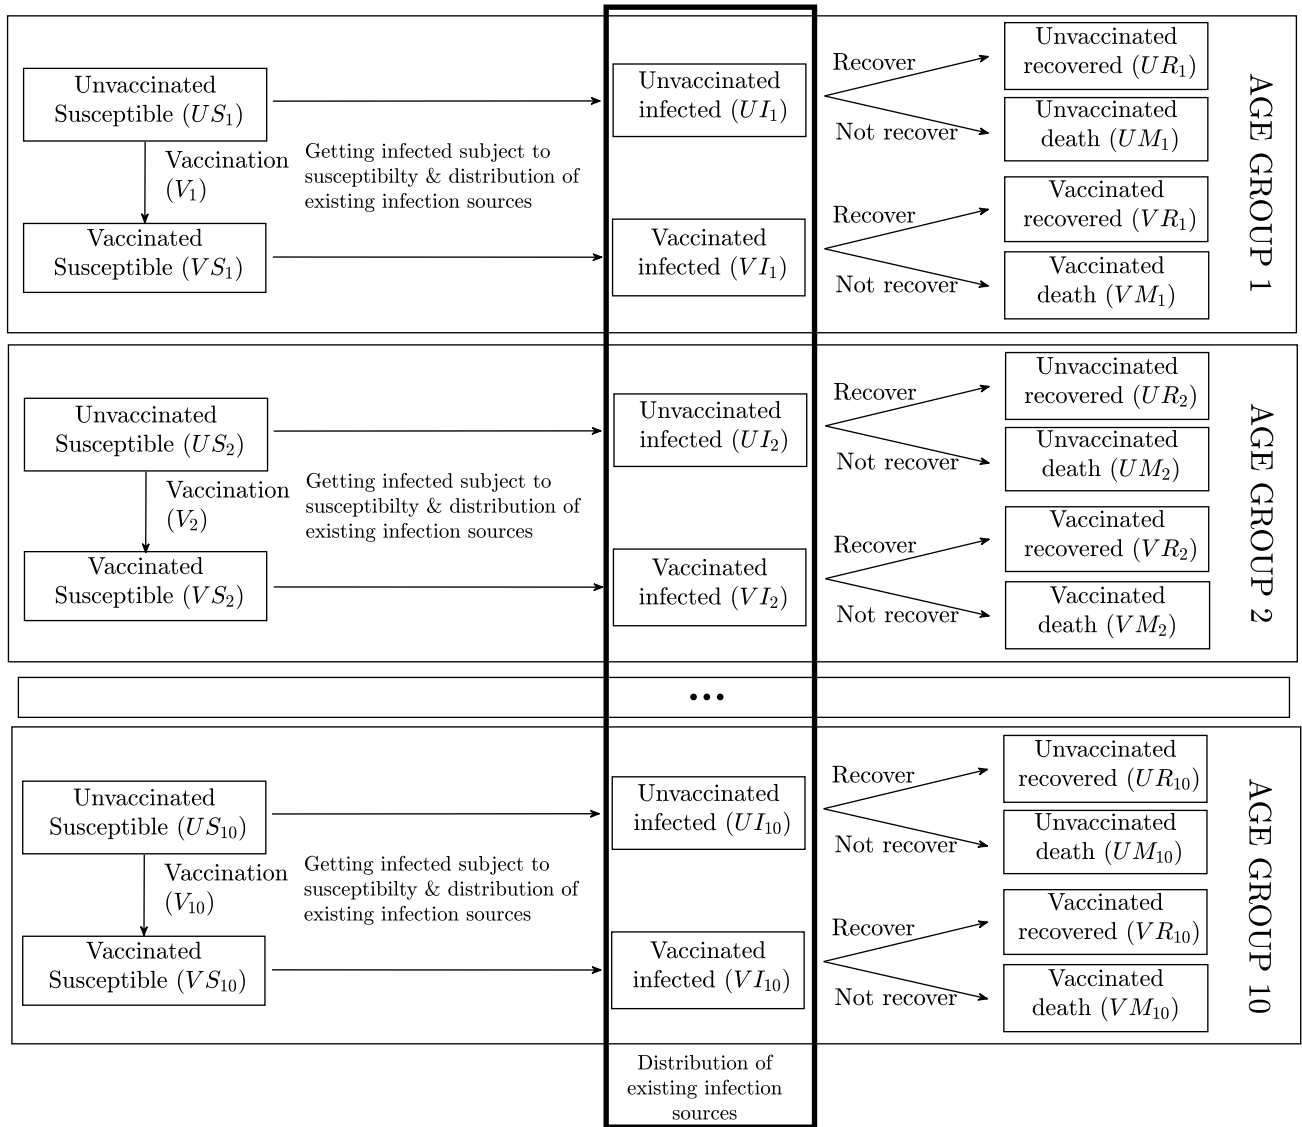 Unvaccinated
Susceptible (US₁)
Vaccination
(V₁)
Vaccinated
Susceptible (VS₁)
Getting infected subject to
susceptibilty & distribution of
existing infection sources
Unvaccinated
infected (UI₁)
Vaccinated
infected (VI₁)
Recover
Not recover
Recover
Not recover
Unvaccinated
recovered (UR₁)
Unvaccinated
death (UM₁)
Vaccinated
recovered (VR₁)
Vaccinated
death (VM₁)
AGE GROUP 1
Unvaccinated
Susceptible (US₂)
Vaccination
(V₂)
Vaccinated
Susceptible (VS₂)
Getting infected subject to
susceptibilty & distribution of
existing infection sources
Unvaccinated
infected (UI₂)
Vaccinated
infected (VI₂)
Recover
Not recover
Recover
Not recover
Unvaccinated
recovered (UR₂)
Unvaccinated
death (UM₂)
Vaccinated
recovered (VR₂)
Vaccinated
death (VM₂)
AGE GROUP 2
...
Unvaccinated
Susceptible (US₁₀)
Vaccination
(V₁₀)
Vaccinated
Susceptible (VS₁₀)
Getting infected subject to
susceptibilty & distribution of
existing infection sources
Unvaccinated
infected (UI₁₀)
Vaccinated
infected (VI₁₀)
Recover
Not recover
Recover
Not recover
Unvaccinated
recovered (UR₁₀)
Unvaccinated
death (UM₁₀)
Vaccinated
recovered (VR₁₀)
Vaccinated
death (VM₁₀)
AGE GROUP 10
Distribution of
existing infection
sources